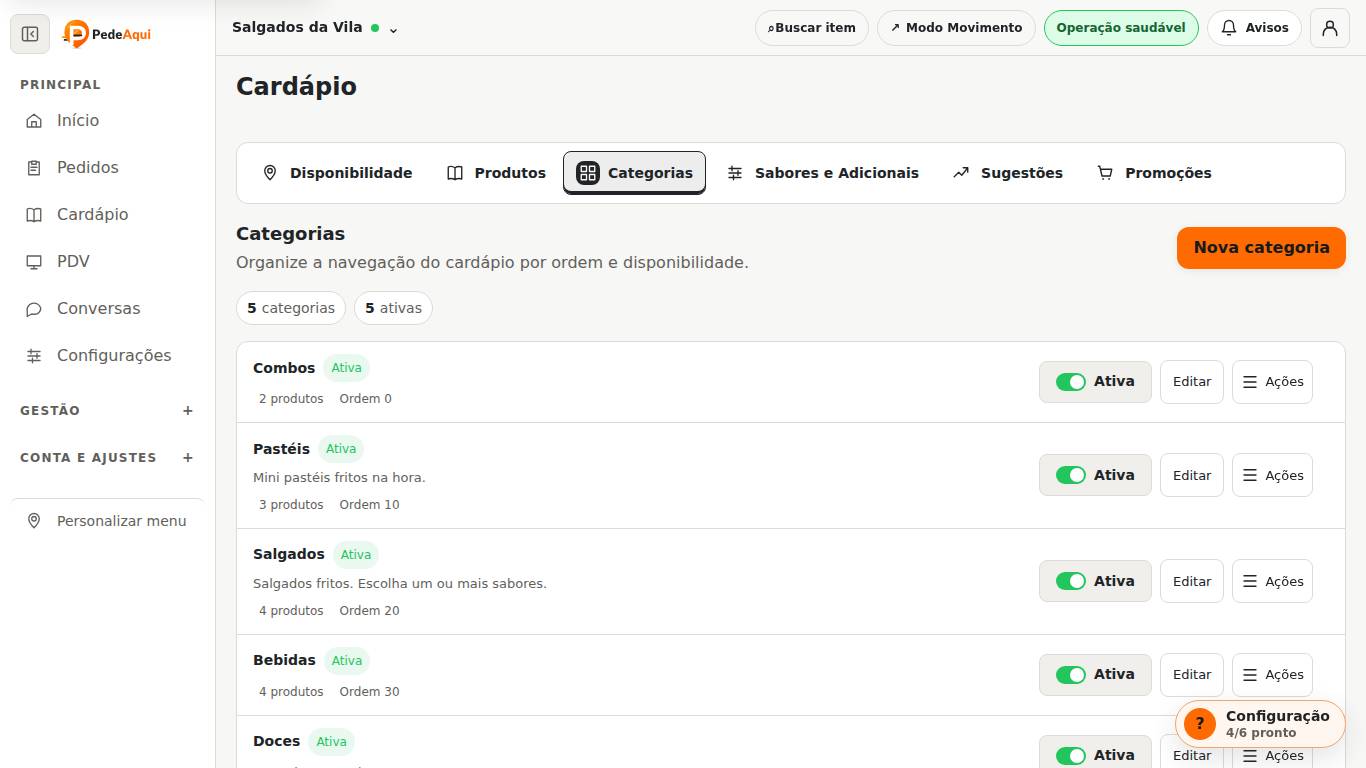 PedeAqui
Salgados da Vila
Buscar item
↗ Modo Movimento
Operação saudável
Avisos
PRINCIPAL
Início
Pedidos
Cardápio
PDV
Conversas
Configurações
GESTÃO +
CONTA E AJUSTES +
Personalizar menu
Cardápio
Disponibilidade
Produtos
Categorias
Sabores e Adicionais
Sugestões
Promoções
Categorias
Organize a navegação do cardápio por ordem e disponibilidade.
Nova categoria
5 categorias
5 ativas
Combos Ativa
2 produtos Ordem 0
Ativa Editar Ações
Pastéis Ativa
Mini pastéis fritos na hora.
3 produtos Ordem 10
Ativa Editar Ações
Salgados Ativa
Salgados fritos. Escolha um ou mais sabores.
4 produtos Ordem 20
Ativa Editar Ações
Bebidas Ativa
4 produtos Ordem 30
Ativa Editar Ações
Doces Ativa
Ativa Editar Ações
? Configuração
4/6 pronto